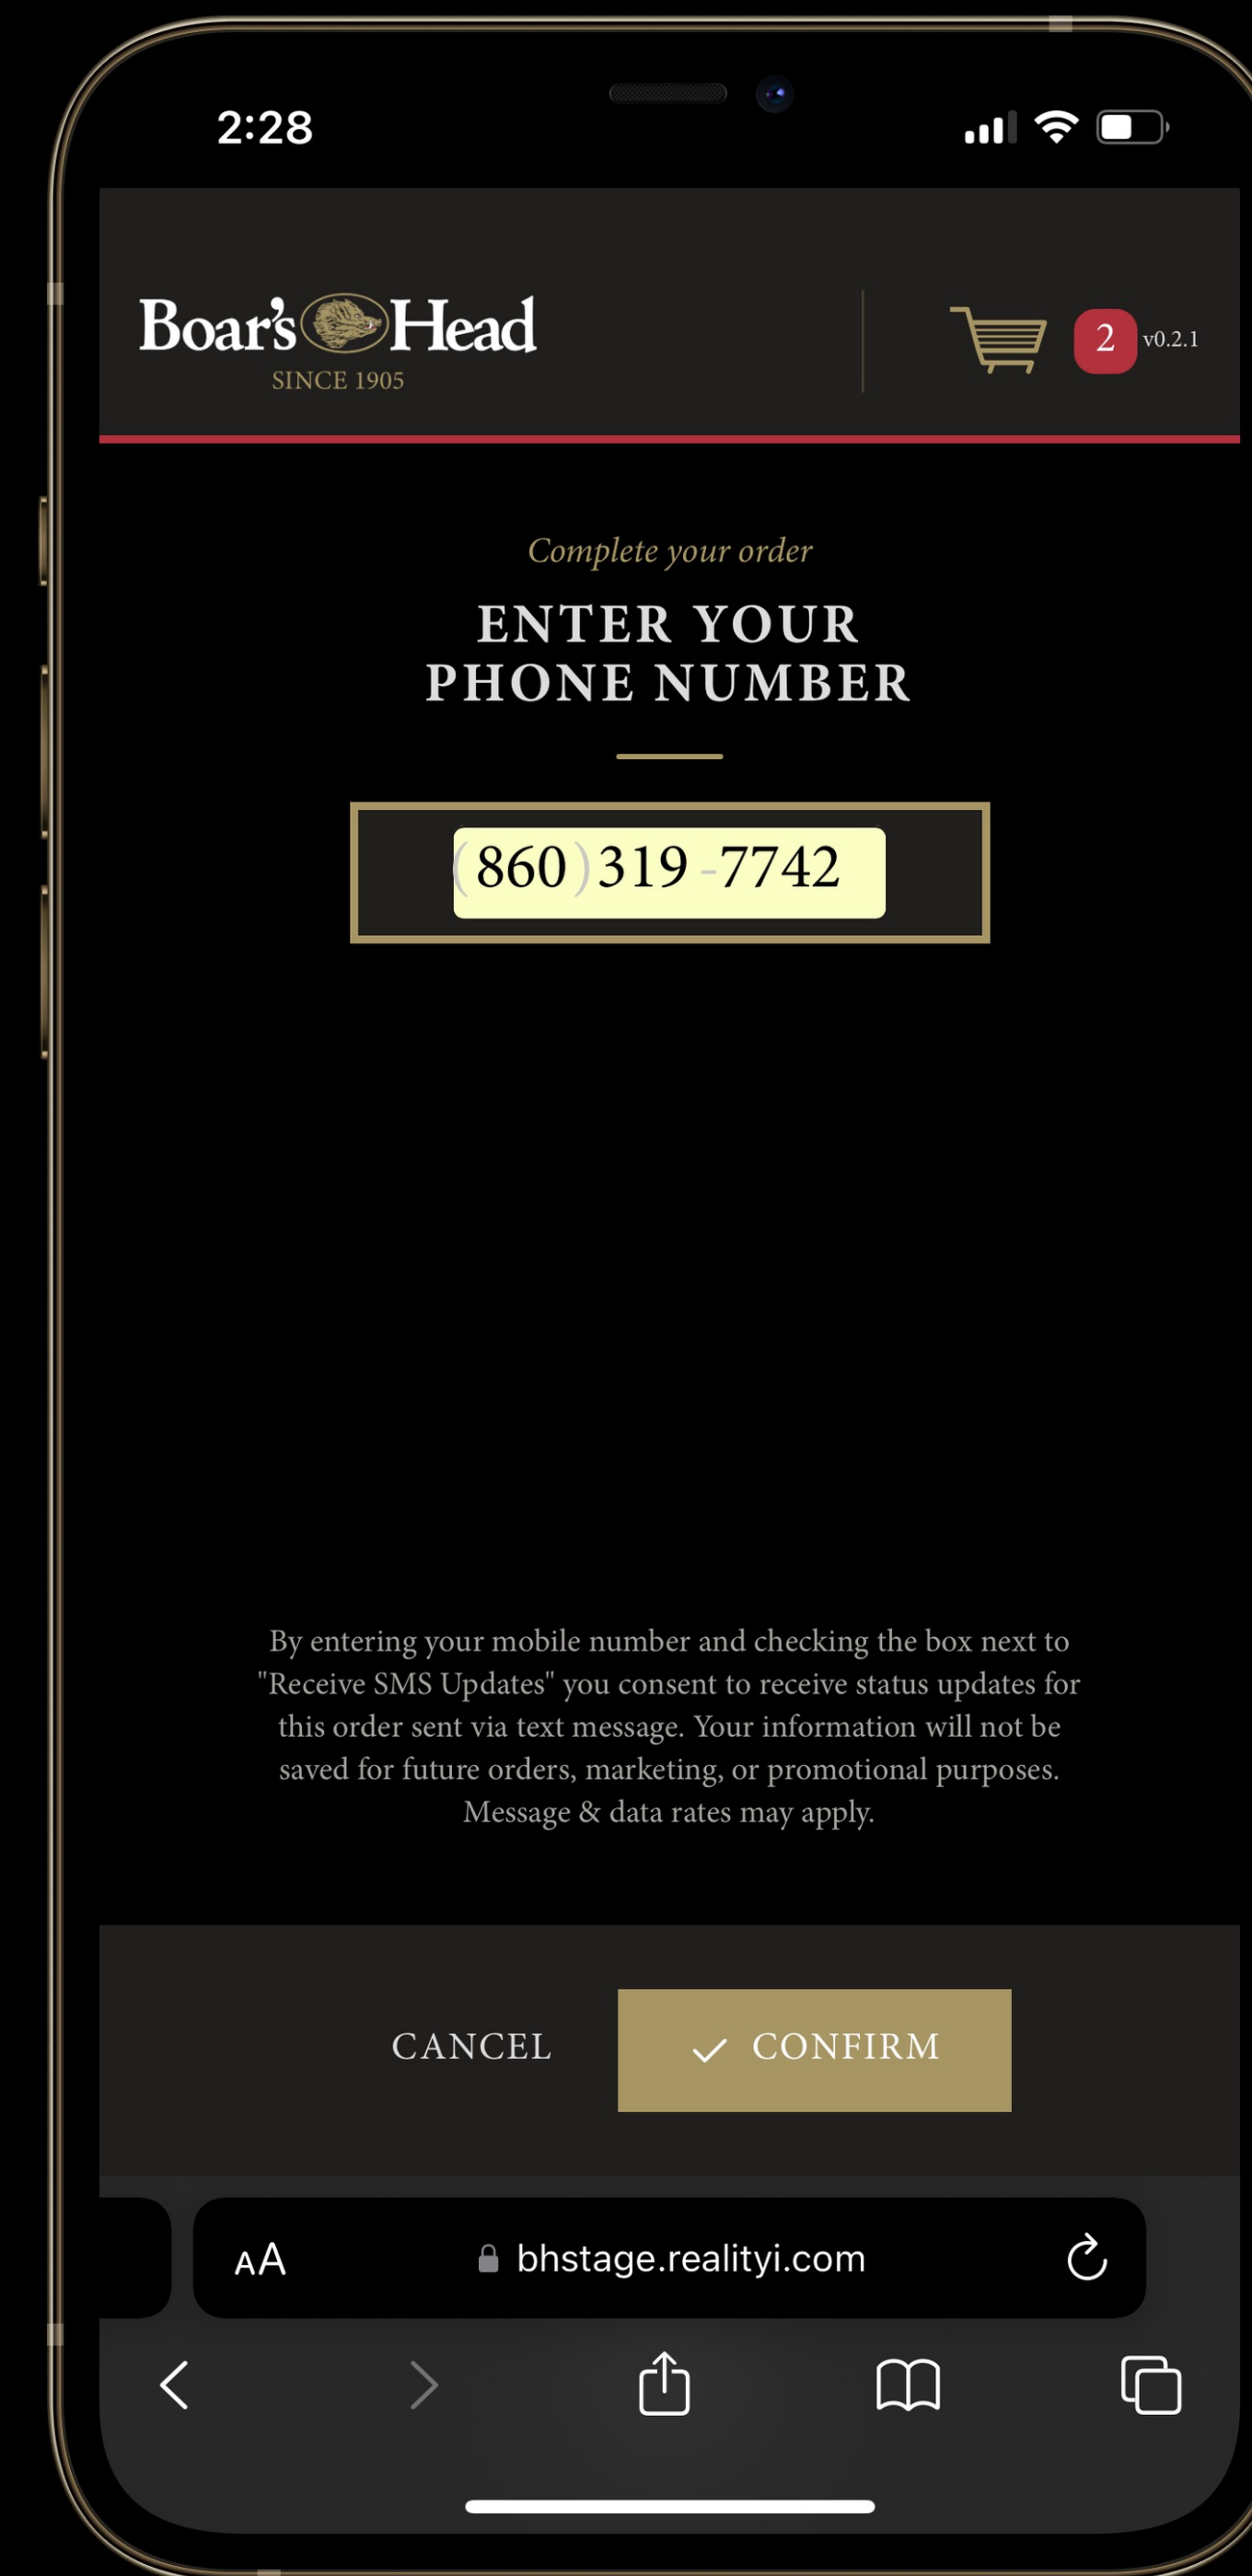 2:28
Boar's Head
SINCE 1905
2 v0.2.1
Complete your order
ENTER YOUR
PHONE NUMBER
(860)319-7742
By entering your mobile number and checking the box next to
"Receive SMS Updates" you consent to receive status updates for
this order sent via text message. Your information will not be
saved for future orders, marketing, or promotional purposes.
Message & data rates may apply.
CANCEL ✓ CONFIRM
AA bhstage.realityi.com